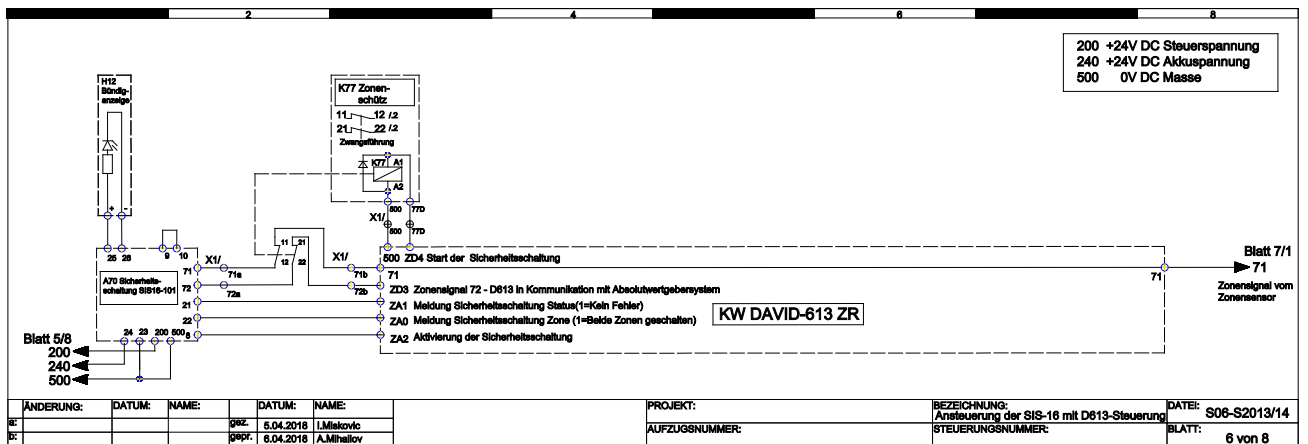 2 4 6 8
200 +24V DC Steuerspannung
240 +24V DC Akkuspannung
500 0V DC Masse
H12
Bündig-
anzeige
+ -
K77 Zonen-
schütz
11 12 /.2
21 22 /.2
Zwangsführung
K77 A1
A2
500 77D
X1/
500 77D
25 26 9 10
A70 Sicherheits-
schaltung SIS16-101
71 X1/ 71a
72 72a
21
22
8
24 23 200 500
11 21
12 22
X1/
71b
72b
500 ZD4 Start der Sicherheitsschaltung
71 71
ZD3 Zonensignal 72 - D613 in Kommunikation mit Absolutwertgebersystem
ZA1 Meldung Sicherheitsschaltung Status(1=Kein Fehler)
ZA0 Meldung Sicherheitsschaltung Zone (1=Beide Zonen geschalten)
ZA2 Aktivierung der Sicherheitsschaltung
KW DAVID-613 ZR
Blatt 7/1
71
Zonensignal vom
Zonensensor
Blatt 5/8
200
240
500
ÄNDERUNG: DATUM: NAME: DATUM: NAME: PROJEKT: BEZEICHNUNG: DATEI:
a: gez. 5.04.2018 I.Miskovic Ansteuerung der SIS-16 mit D613-Steuerung S06-S2013/14
b: gepr. 6.04.2018 A.Mihailov AUFZUGSNUMMER: STEUERUNGSNUMMER: BLATT: 6 von 8